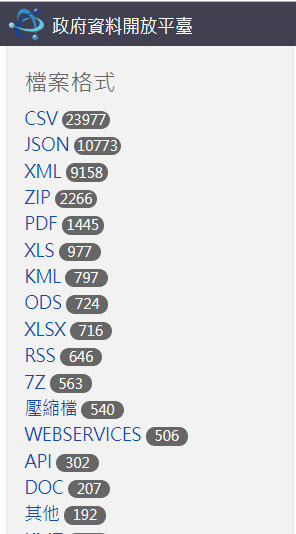 政府資料開放平臺
檔案格式
CSV 23977
JSON 10773
XML 9158
ZIP 2266
PDF 1445
XLS 977
KML 797
ODS 724
XLSX 716
RSS 646
7Z 563
壓縮檔 540
WEBSERVICES 506
API 302
DOC 207
其他 192